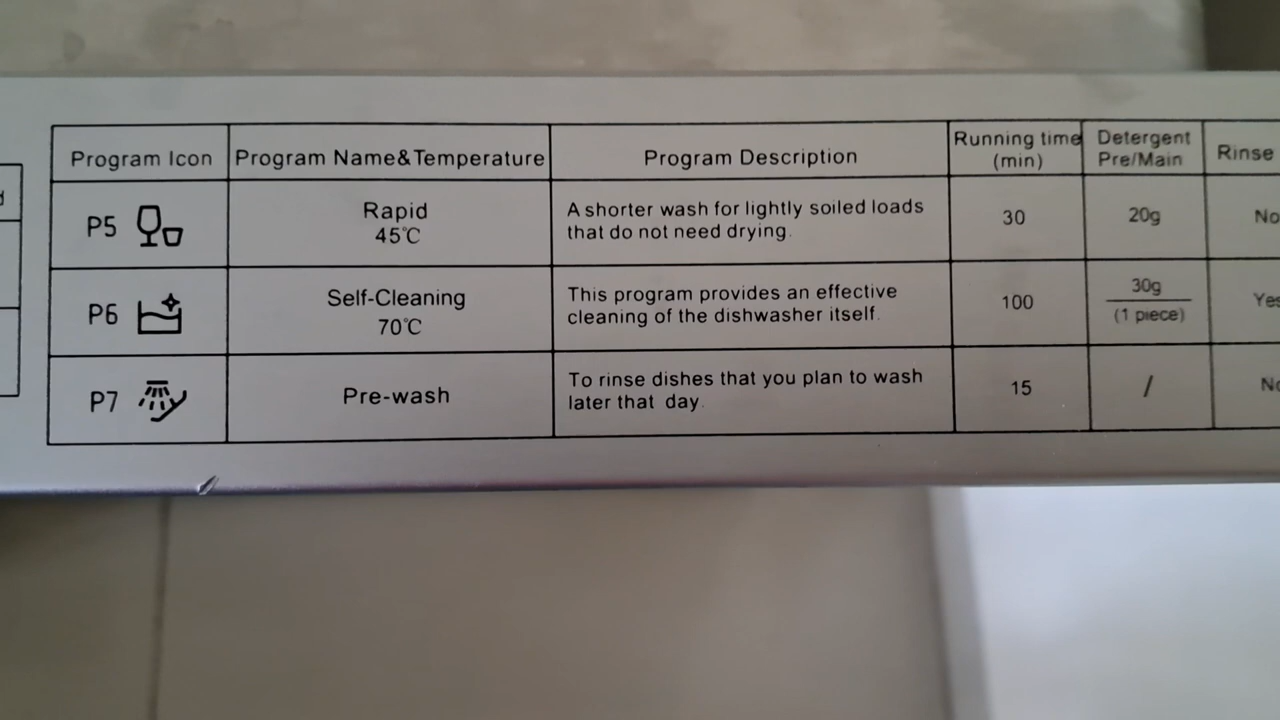 Program Icon Program Name&Temperature Program Description Running time (min) Detergent Pre/Main Rinse
P5 Rapid 45℃ A shorter wash for lightly soiled loads that do not need drying. 30 20g No
P6 Self-Cleaning 70℃ This program provides an effective cleaning of the dishwasher itself. 100 30g (1 piece) Yes
P7 Pre-wash To rinse dishes that you plan to wash later that day. 15 / No